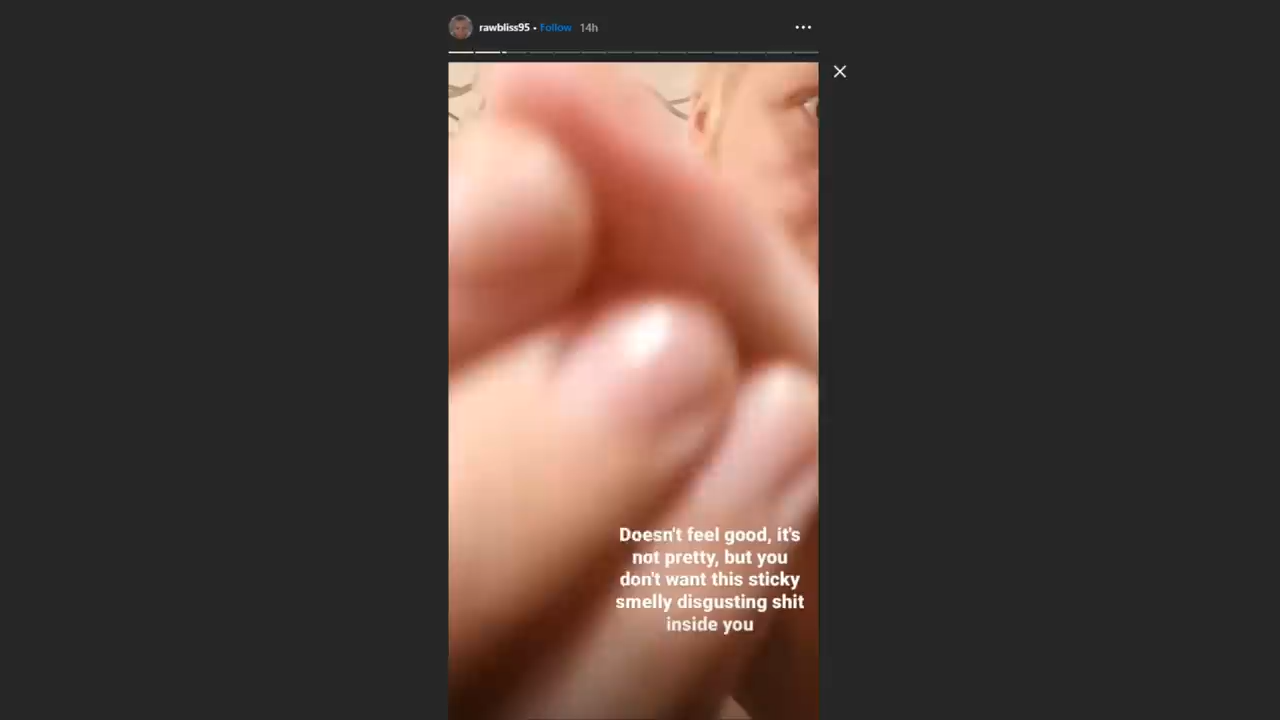 rawbliss95 • Follow 14h
Doesn't feel good, it's
not pretty, but you
don't want this sticky
smelly disgusting shit
inside you